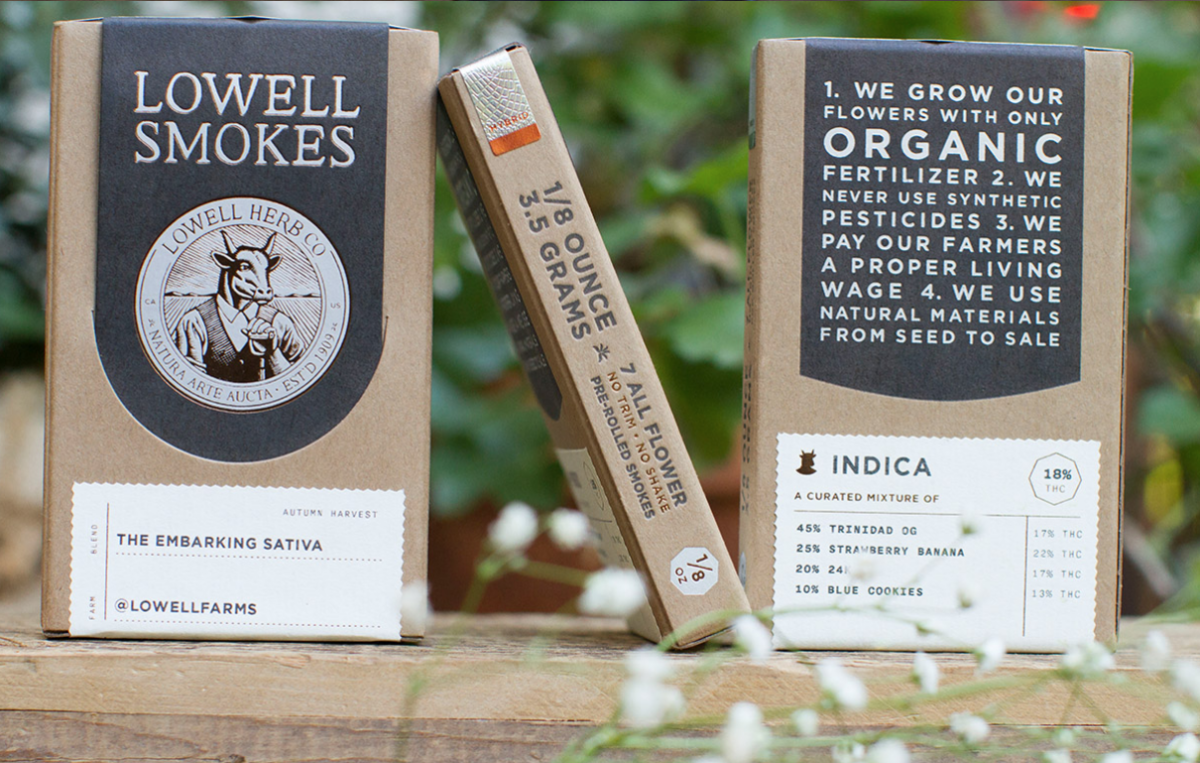 LOWELL
SMOKES
LOWELL HERB CO
CA
US
NATURA ARTE AUCTA · EST'D 1909
AUTUMN HARVEST
FARM BLEND
THE EMBARKING SATIVA
@LOWELLFARMS
HYBRID
1/8 OUNCE
3.5 GRAMS
7 ALL FLOWER
NO TRIM • NO SHAKE
PRE-ROLLED SMOKES
1/8
OZ
1. WE GROW OUR
FLOWERS WITH ONLY
ORGANIC
FERTILIZER 2. WE
NEVER USE SYNTHETIC
PESTICIDES 3. WE
PAY OUR FARMERS
A PROPER LIVING
WAGE 4. WE USE
NATURAL MATERIALS
FROM SEED TO SALE
INDICA
18%
THC
A CURATED MIXTURE OF
45% TRINIDAD OG 17% THC
25% STRAWBERRY BANANA 22% THC
20% 17% THC
10% BLUE COOKIES 13% THC